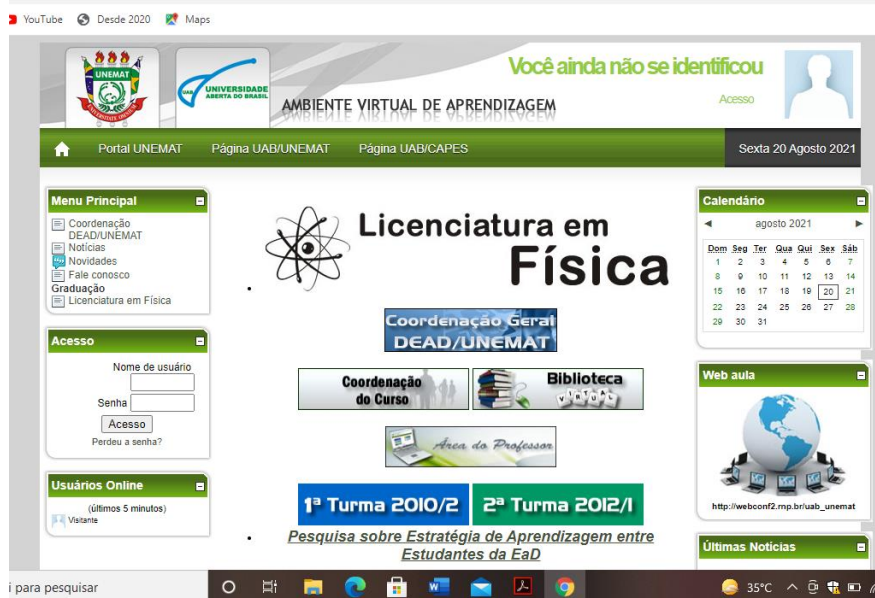 YouTube Desde 2020 Maps
Você ainda não se identificou
Acesso
UNEMAT
UAB
UNIVERSIDADE
ABERTA DO BRASIL
AMBIENTE VIRTUAL DE APRENDIZAGEM
Portal UNEMAT Página UAB/UNEMAT Página UAB/CAPES Sexta 20 Agosto 2021
Menu Principal
Coordenação
DEAD/UNEMAT
Notícias
Novidades
Fale conosco
Graduação
Licenciatura em Física
Acesso
Nome de usuário
Senha
Acesso
Perdeu a senha?
Usuários Online
(últimos 5 minutos)
Visitante
Licenciatura em
Física
Coordenação Geral
DEAD/UNEMAT
Coordenação
do Curso
Biblioteca
VIRTUAL
Área do Professor
1ª Turma 2010/2 2ª Turma 2012/1
Pesquisa sobre Estratégia de Aprendizagem entre
Estudantes da EaD
Calendário
agosto 2021
Dom Seg Ter Qua Qui Sex Sáb
1 2 3 4 5 6 7
8 9 10 11 12 13 14
15 16 17 18 19 20 21
22 23 24 25 26 27 28
29 30 31
Web aula
http://webconf2.rnp.br/uab_unemat
Últimas Notícias
i para pesquisar 35°C